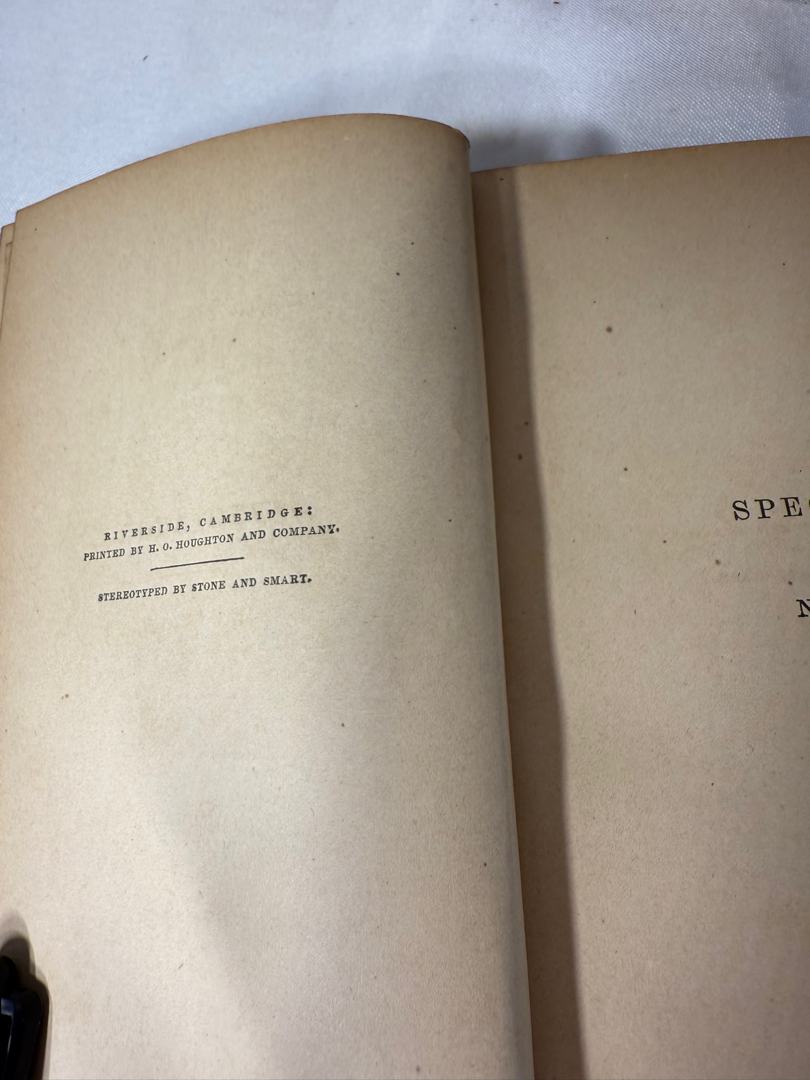 RIVERSIDE, CAMBRIDGE:
PRINTED BY H. O. HOUGHTON AND COMPANY.
STEREOTYPED BY STONE AND SMART.
SPE
N